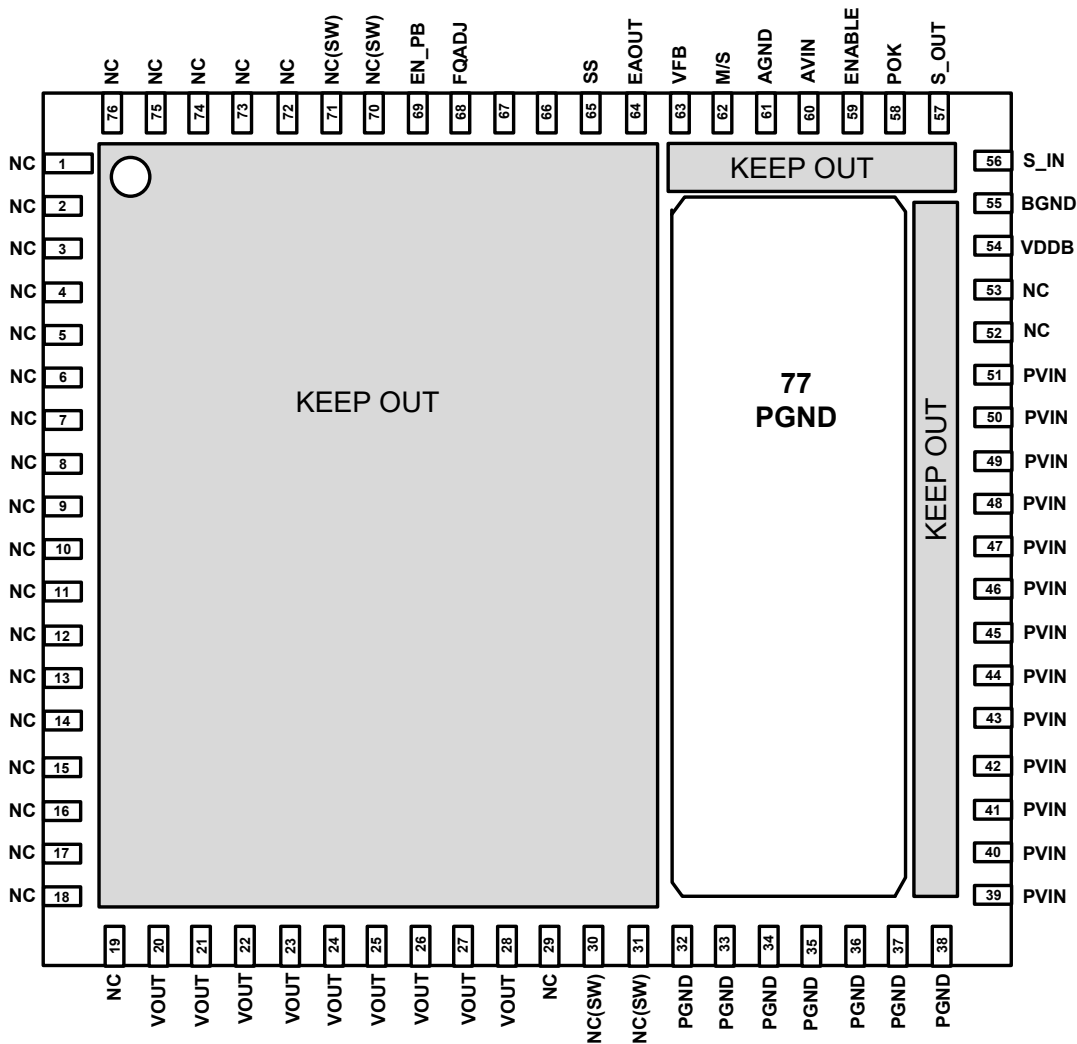 NC NC NC NC NC NC(SW) NC(SW) EN_PB FQADJ SS EAOUT VFB M/S AGND AVIN ENABLE POK S_OUT
76 75 74 73 72 71 70 69 68 67 66 65 64 63 62 61 60 59 58 57
NC 1 KEEP OUT 56 S_IN
NC 2 55 BGND
NC 3 54 VDDB
NC 4 53 NC
NC 5 52 NC
NC 6 77 51 PVIN
NC 7 KEEP OUT PGND 50 PVIN
NC 8 KEEP OUT 49 PVIN
NC 9 48 PVIN
NC 10 47 PVIN
NC 11 46 PVIN
NC 12 45 PVIN
NC 13 44 PVIN
NC 14 43 PVIN
NC 15 42 PVIN
NC 16 41 PVIN
NC 17 40 PVIN
NC 18 39 PVIN
19 20 21 22 23 24 25 26 27 28 29 30 31 32 33 34 35 36 37 38
NC VOUT VOUT VOUT VOUT VOUT VOUT VOUT VOUT VOUT NC NC(SW) NC(SW) PGND PGND PGND PGND PGND PGND PGND